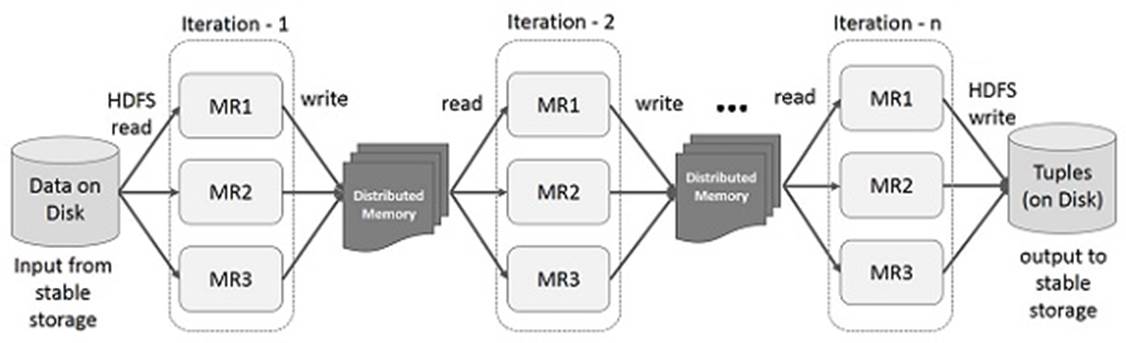 Iteration - 1
Iteration - 2
Iteration - n
HDFS
read
MR1
MR2
MR3
write
read
MR1
MR2
MR3
write
...
read
MR1
MR2
MR3
HDFS
write
Data on
Disk
Input from
stable
storage
Distributed
Memory
Distributed
Memory
Tuples
(on Disk)
output to
stable
storage